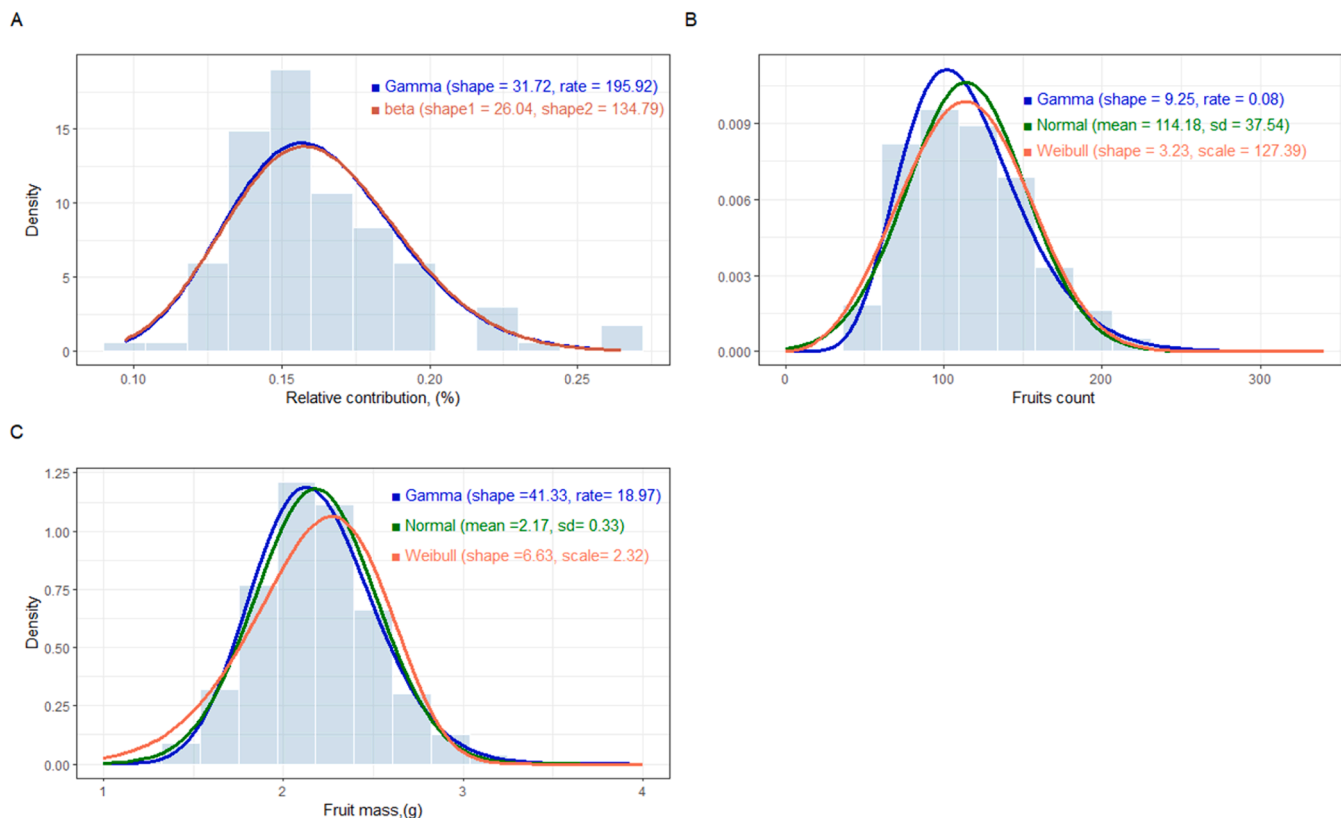 A
Gamma (shape = 31.72, rate = 195.92)
beta (shape1 = 26.04, shape2 = 134.79)
15
10
5
0
Density
0.10 0.15 0.20 0.25
Relative contribution, (%)
B
Gamma (shape = 9.25, rate = 0.08)
Normal (mean = 114.18, sd = 37.54)
Weibull (shape = 3.23, scale = 127.39)
0.009
0.006
0.003
0.000
0 100 200 300
Fruits count
C
Gamma (shape =41.33, rate= 18.97)
Normal (mean =2.17, sd= 0.33)
Weibull (shape =6.63, scale= 2.32)
1.25
1.00
0.75
0.50
0.25
0.00
Density
1 2 3 4
Fruit mass,(g)